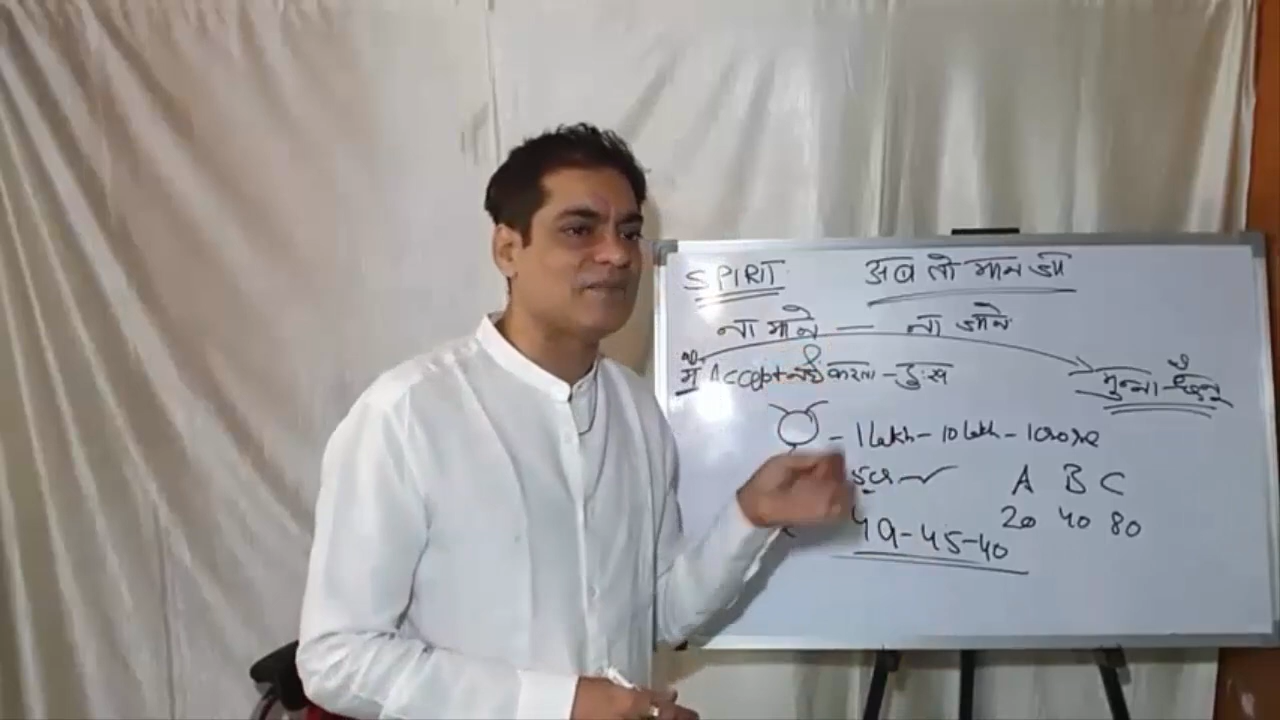 SPIRIT अब तो मान जा
ना माने — ना जाने
मैं Accept नहीं करता - दुःख
- 1 Lakh - 10 Lakh - 1 crore
A B C
49-45-40 20 40 80